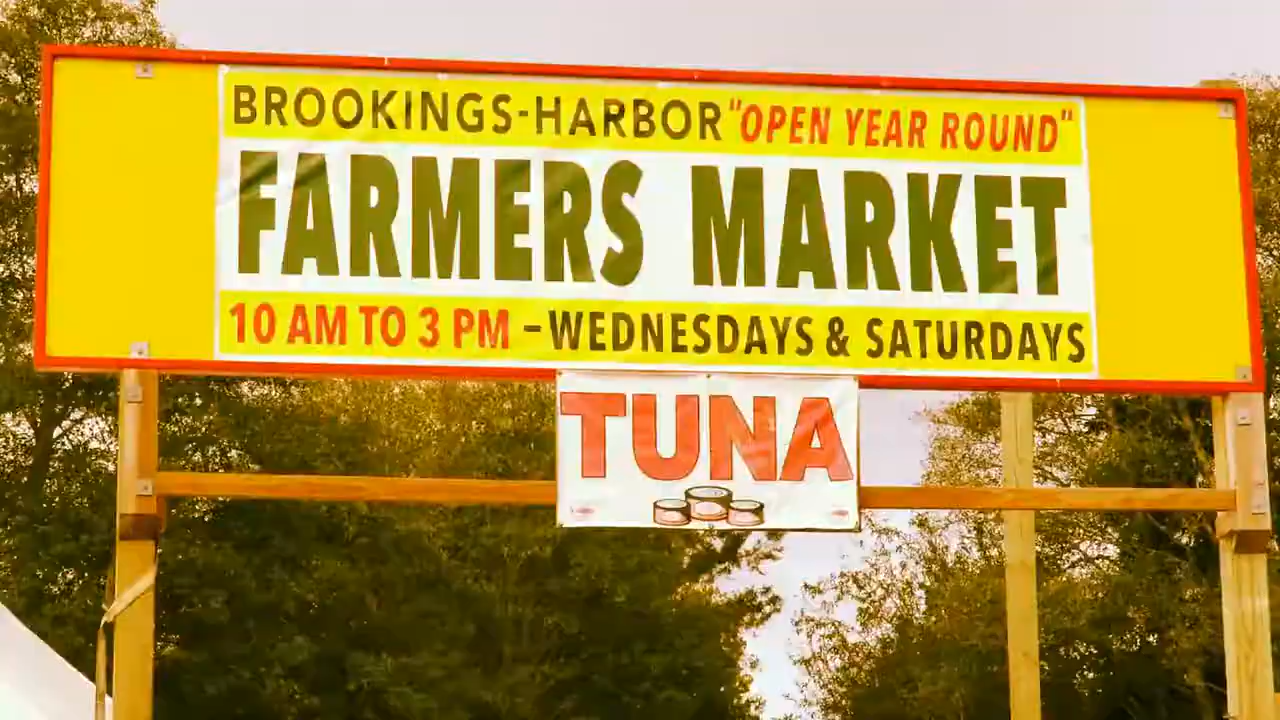 BROOKINGS-HARBOR "OPEN YEAR ROUND"
FARMERS MARKET
10 AM TO 3 PM - WEDNESDAYS & SATURDAYS
TUNA